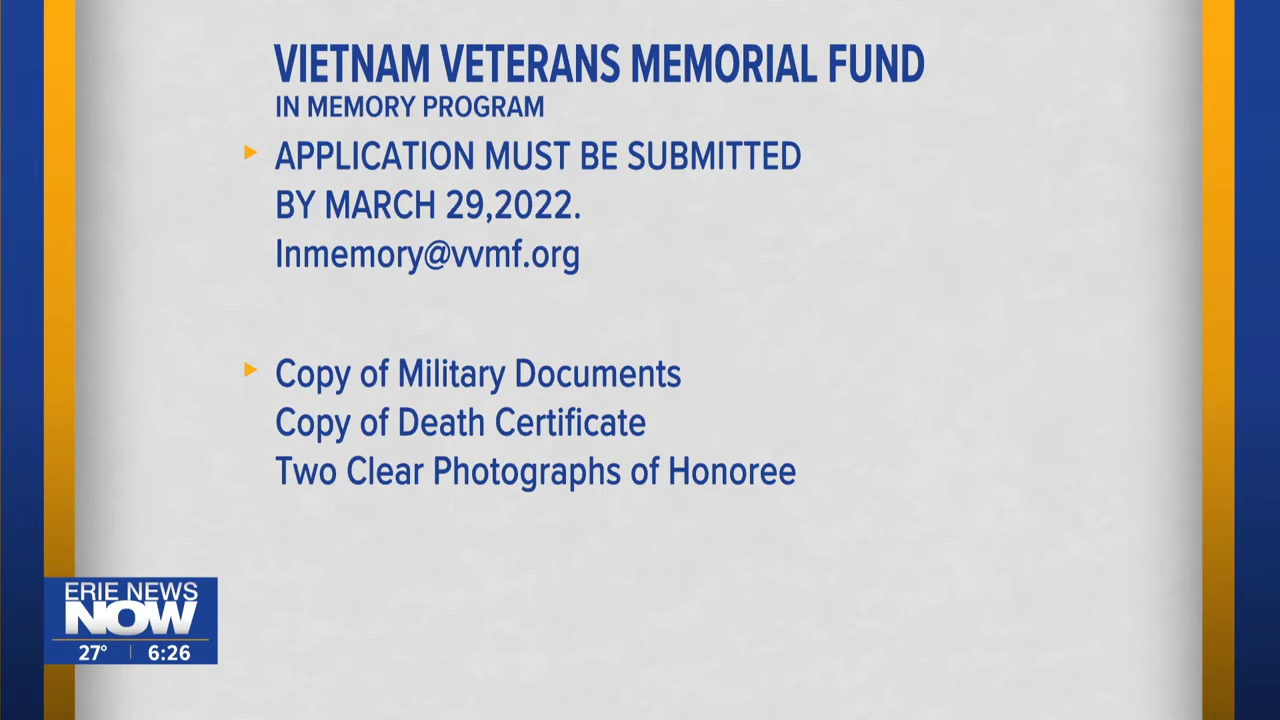 VIETNAM VETERANS MEMORIAL FUND
IN MEMORY PROGRAM
APPLICATION MUST BE SUBMITTED
BY MARCH 29,2022.
Inmemory@vvmf.org
Copy of Military Documents
Copy of Death Certificate
Two Clear Photographs of Honoree
ERIE NEWS
NOW
27° | 6:26